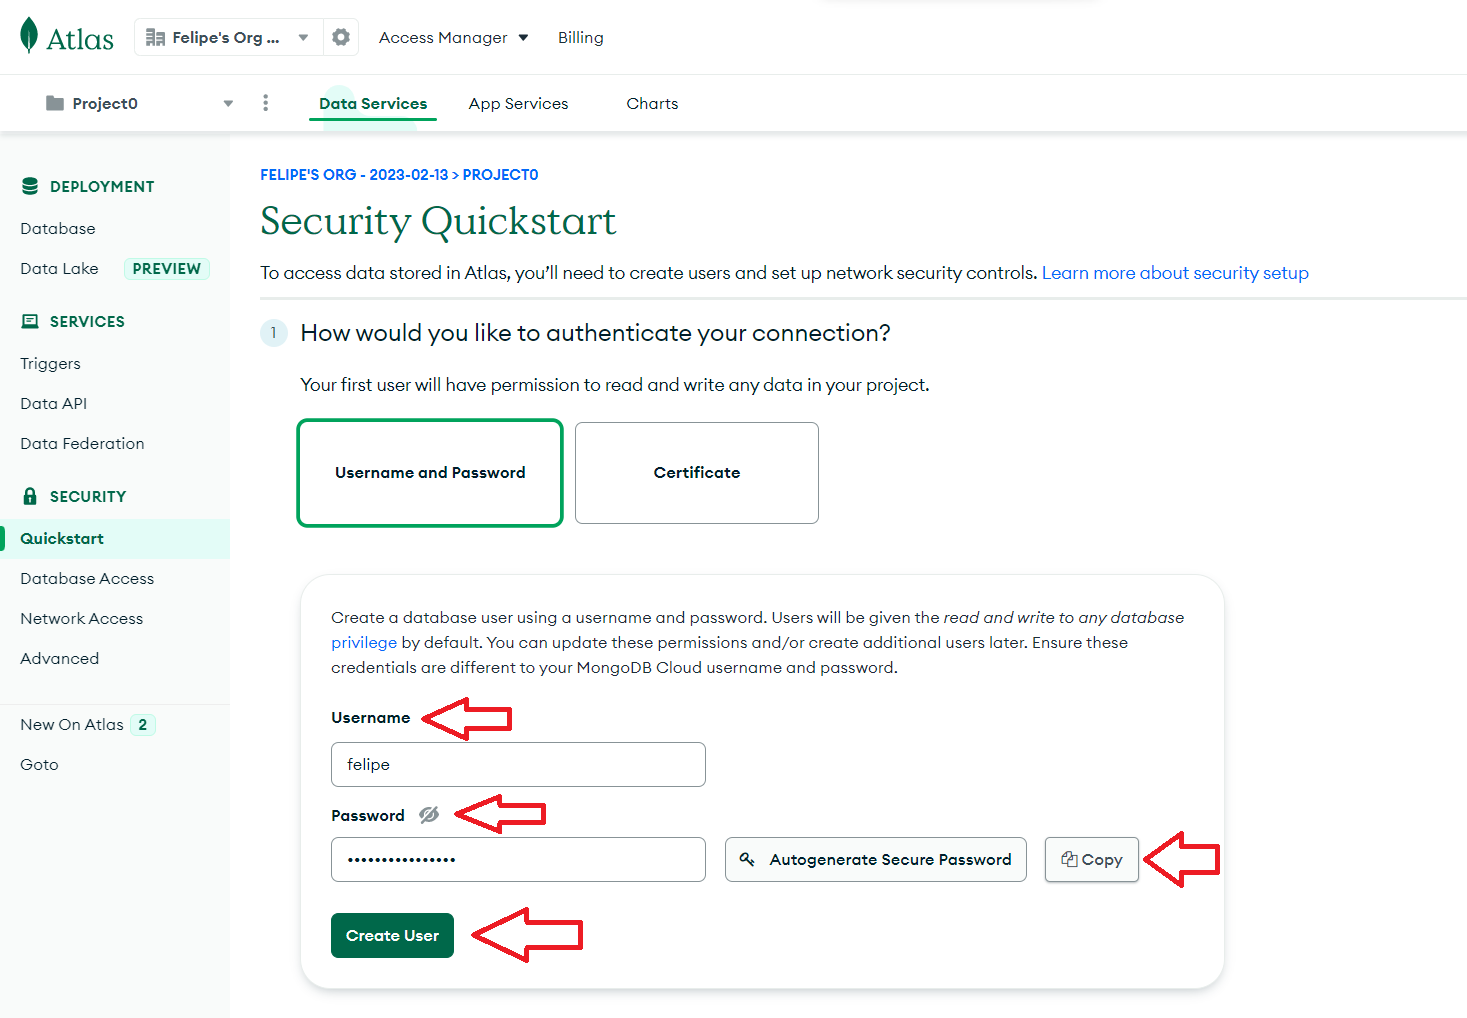 Atlas
Felipe's Org ...
Access Manager
Billing
Project0
Data Services
App Services
Charts
DEPLOYMENT
Database
Data Lake PREVIEW
SERVICES
Triggers
Data API
Data Federation
SECURITY
Quickstart
Database Access
Network Access
Advanced
New On Atlas 2
Goto
FELIPE'S ORG - 2023-02-13 > PROJECT0
Security Quickstart
To access data stored in Atlas, you’ll need to create users and set up network security controls. Learn more about security setup
1 How would you like to authenticate your connection?
Your first user will have permission to read and write any data in your project.
Username and Password
Certificate
Create a database user using a username and password. Users will be given the read and write to any database
privilege by default. You can update these permissions and/or create additional users later. Ensure these
credentials are different to your MongoDB Cloud username and password.
Username
felipe
Password
••••••••••••••••
Autogenerate Secure Password
Copy
Create User